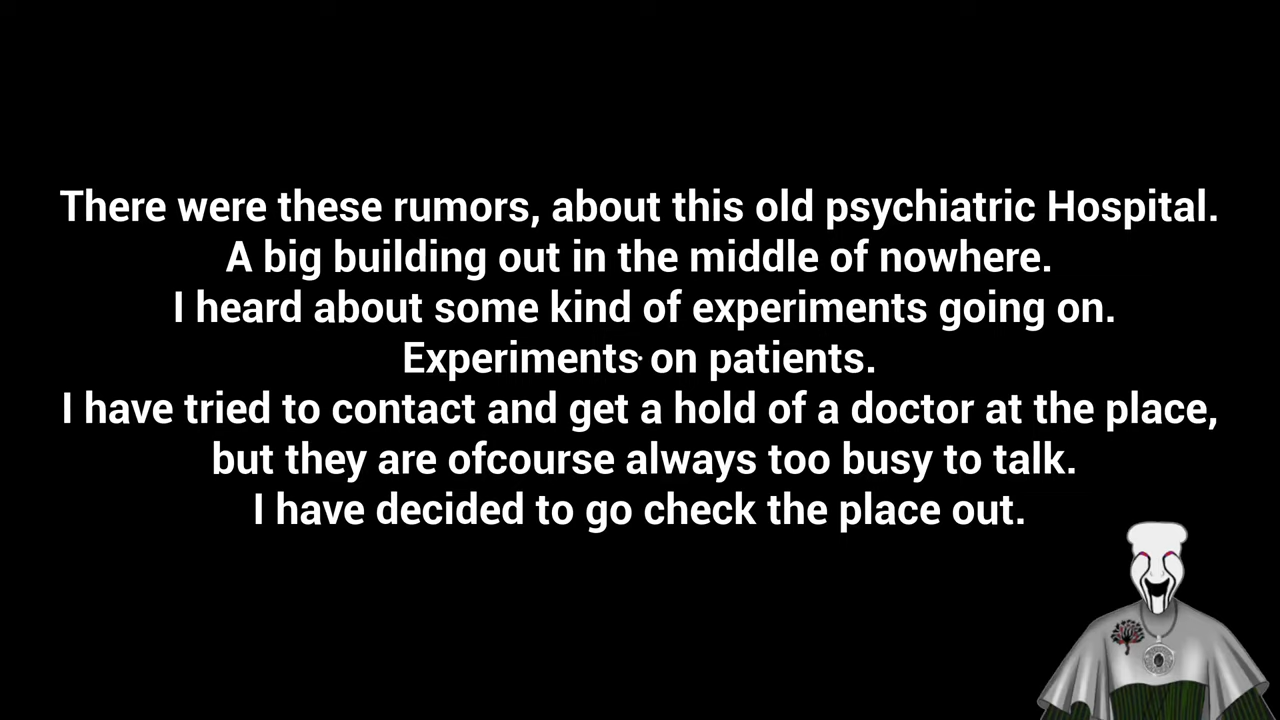 There were these rumors, about this old psychiatric Hospital.
A big building out in the middle of nowhere.
I heard about some kind of experiments going on.
Experiments on patients.
I have tried to contact and get a hold of a doctor at the place,
but they are ofcourse always too busy to talk.
I have decided to go check the place out.